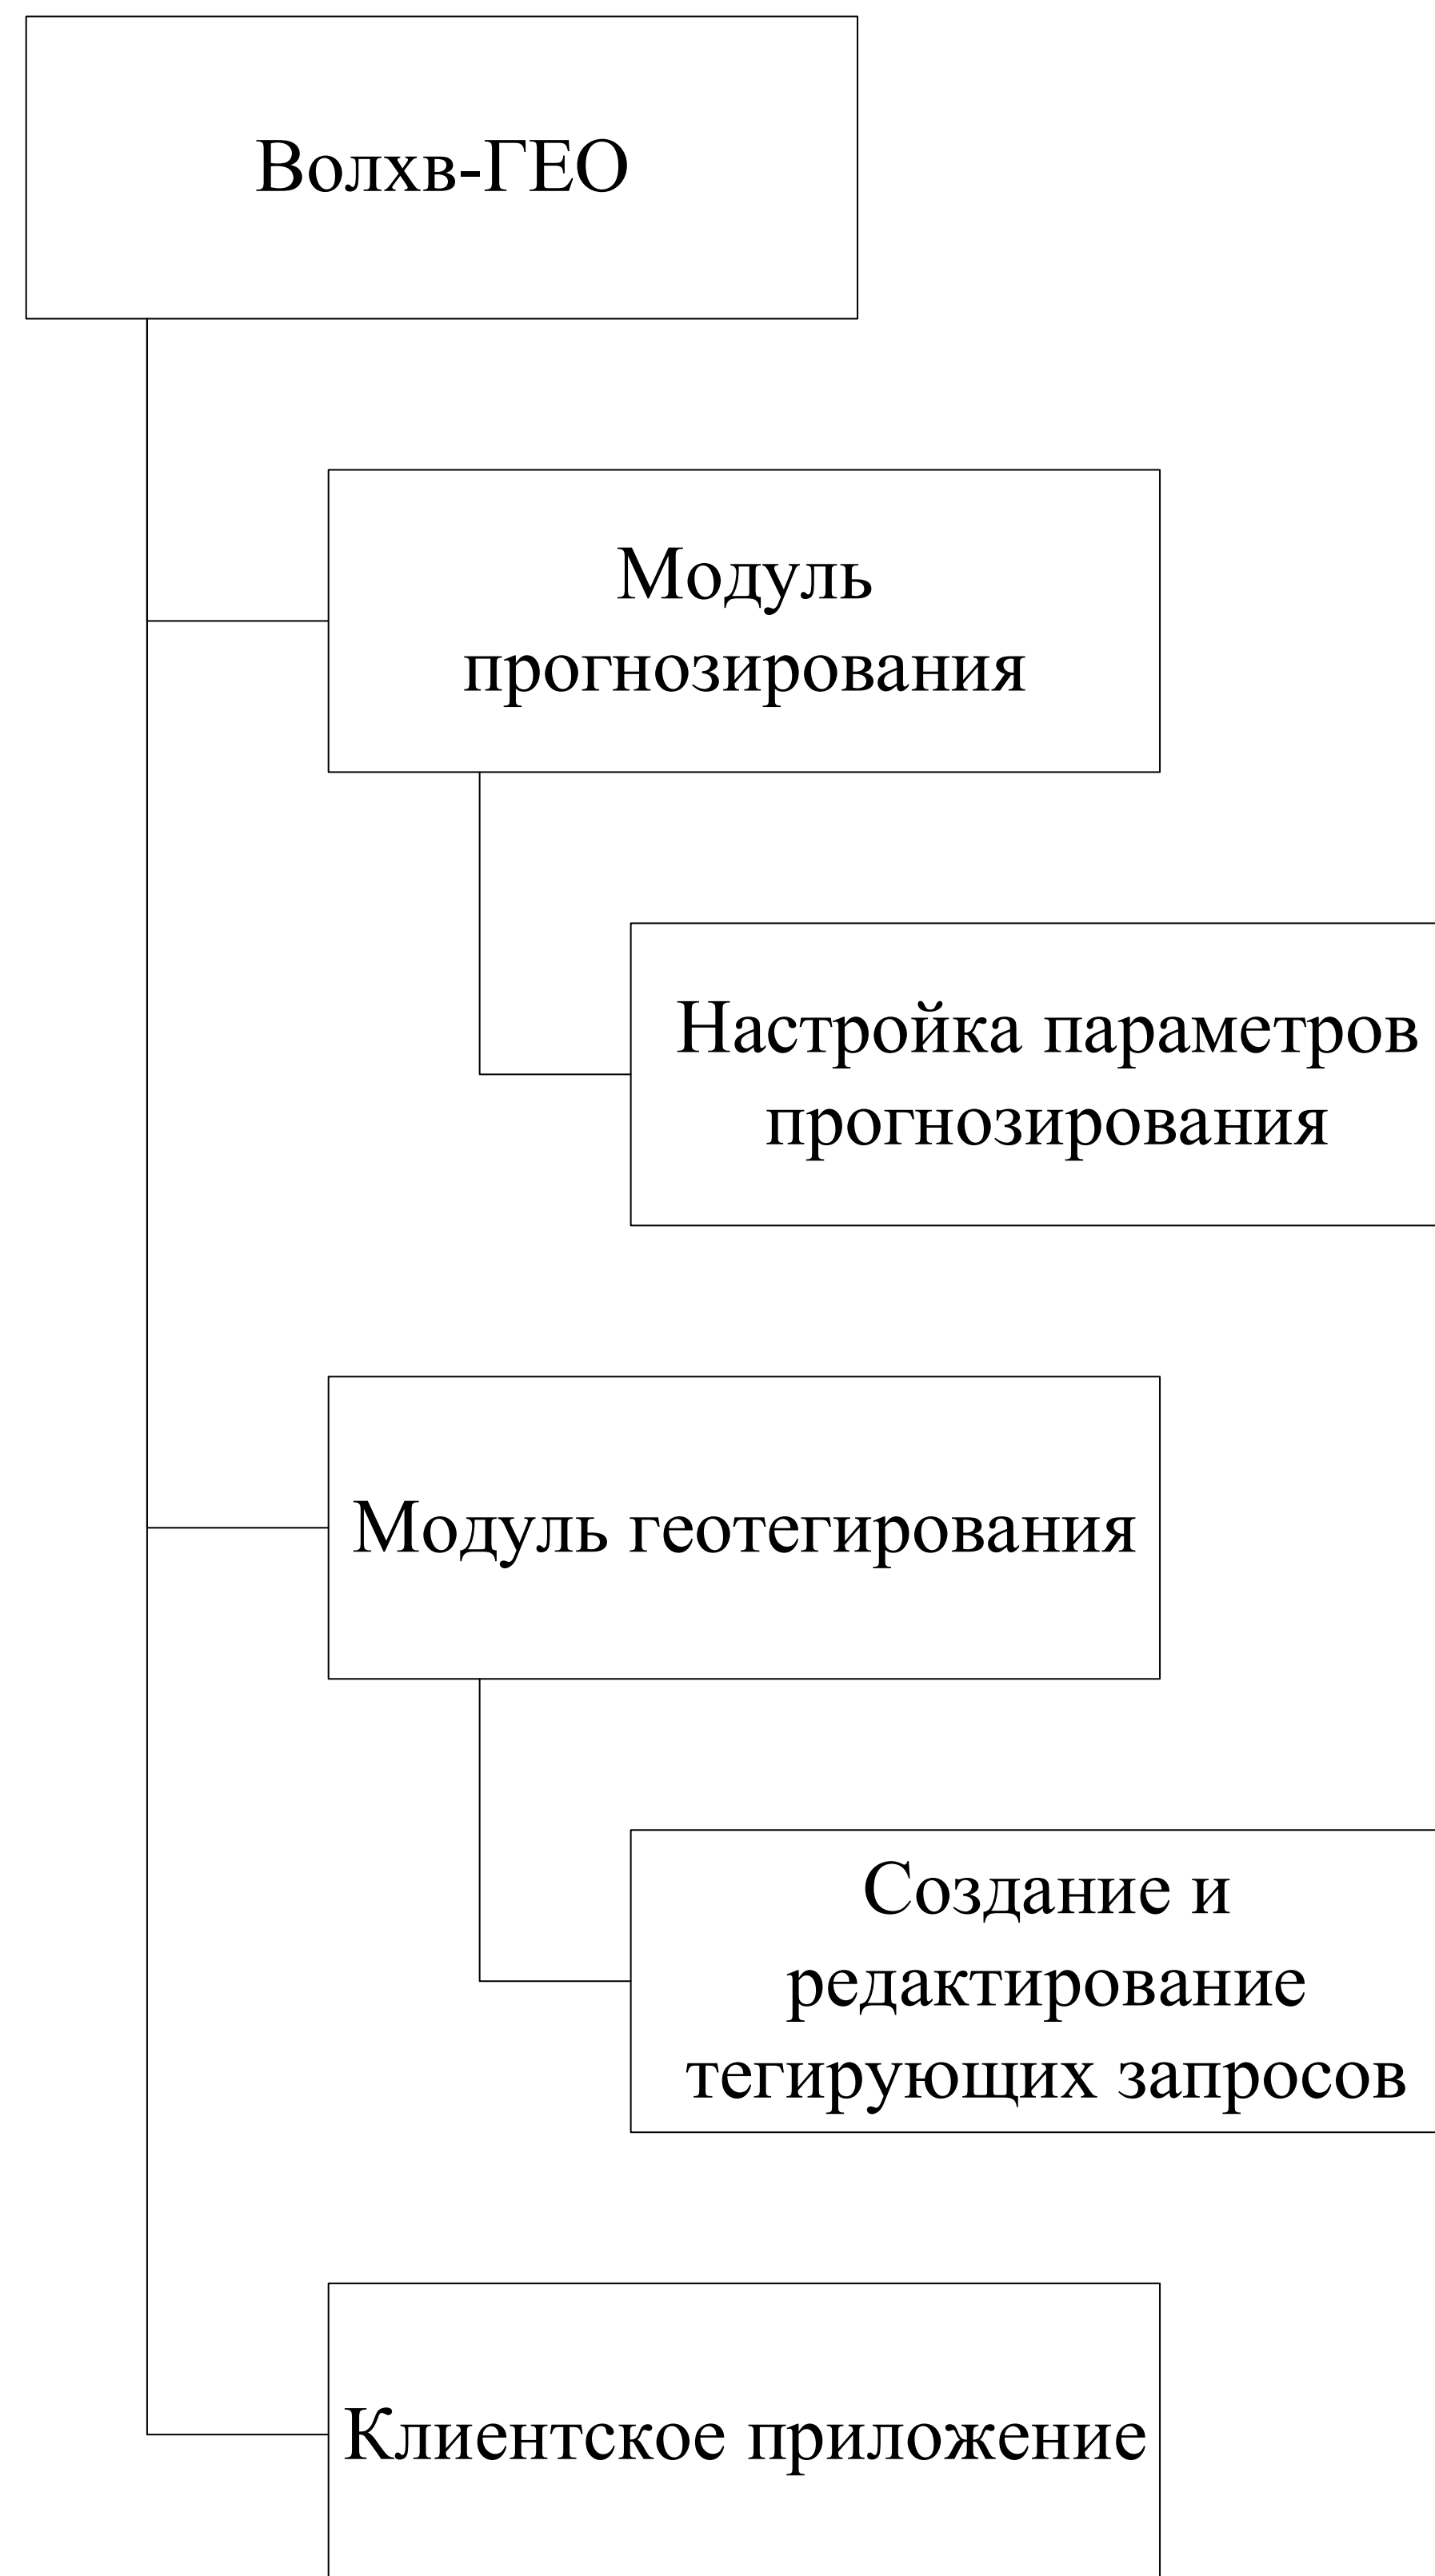 Волхв-ГЕО
Модуль
прогнозирования
Настройка параметров
прогнозирования
Модуль геотегирования
Создание и
редактирование
тегирующих запросов
Клиентское приложение